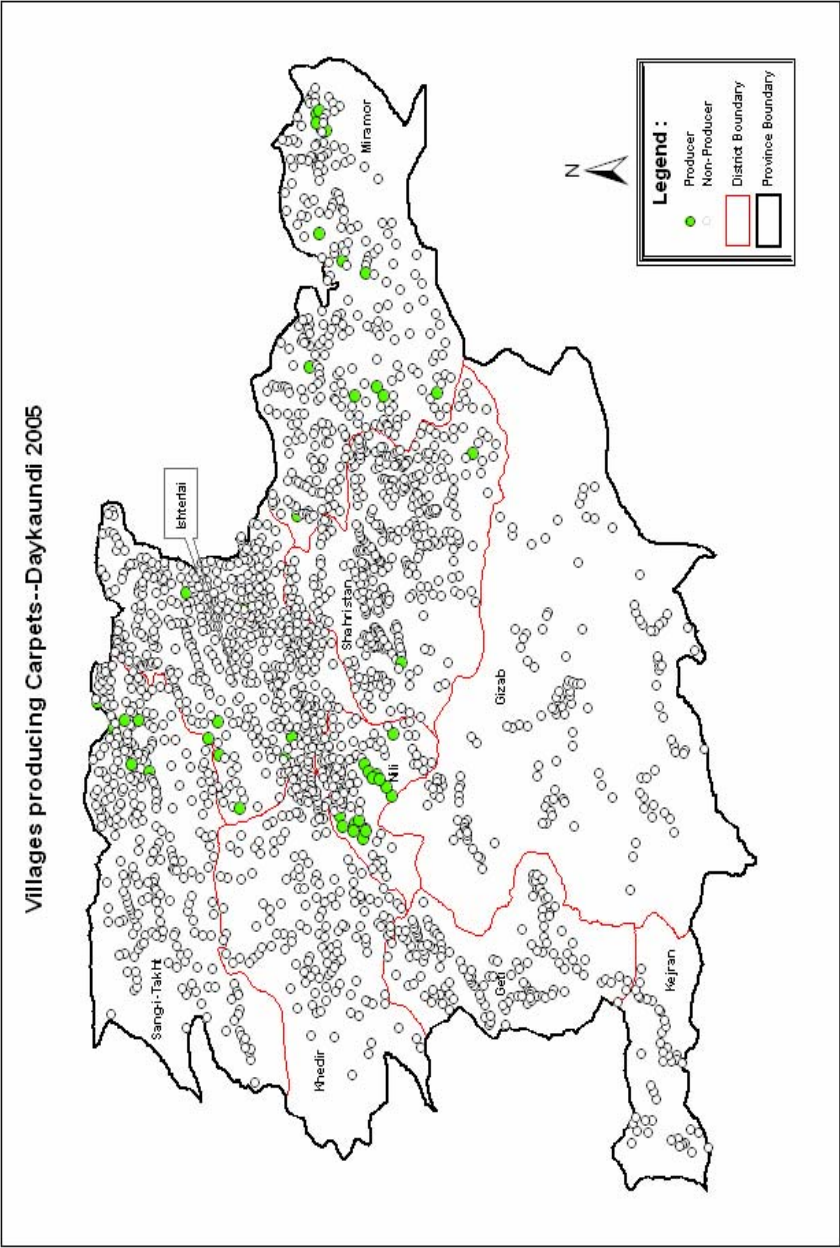 Villages producing Carpets--Daykaundi 2005
Ishterlai
Sang-i-Takht
Khedir
Shahristan
Miramor
Nili
Gizab
Geti
Kejran
N
Legend :
Producer
Non-Producer
District Boundary
Province Boundary